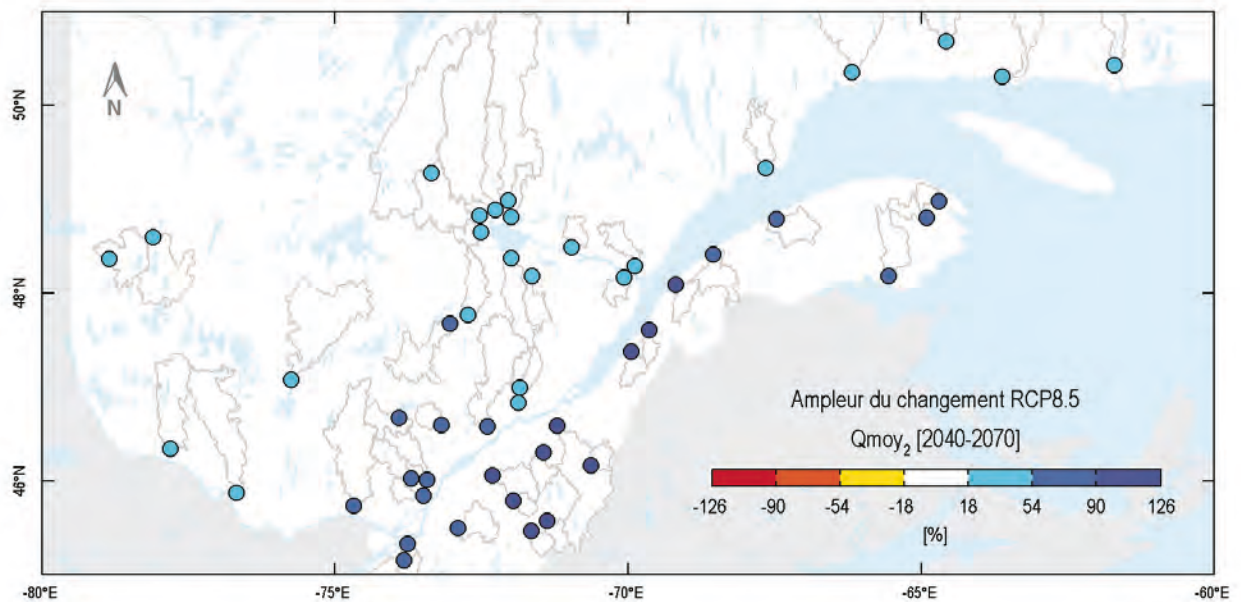 N
50°N
48°N
46°N
Ampleur du changement RCP8.5
Qmoy₂ [2040-2070]
-126 -90 -54 -18 18 54 90 126
[%]
-80°E -75°E -70°E -65°E -60°E